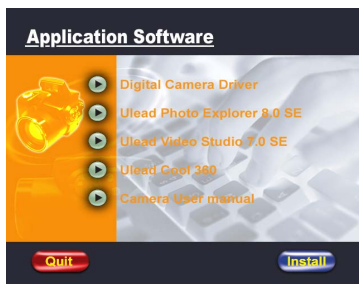 Application Software
Digital Camera Driver
Ulead Photo Explorer 8.0 SE
Ulead Video Studio 7.0 SE
Ulead Cool 360
Camera User manual
Quit
Install